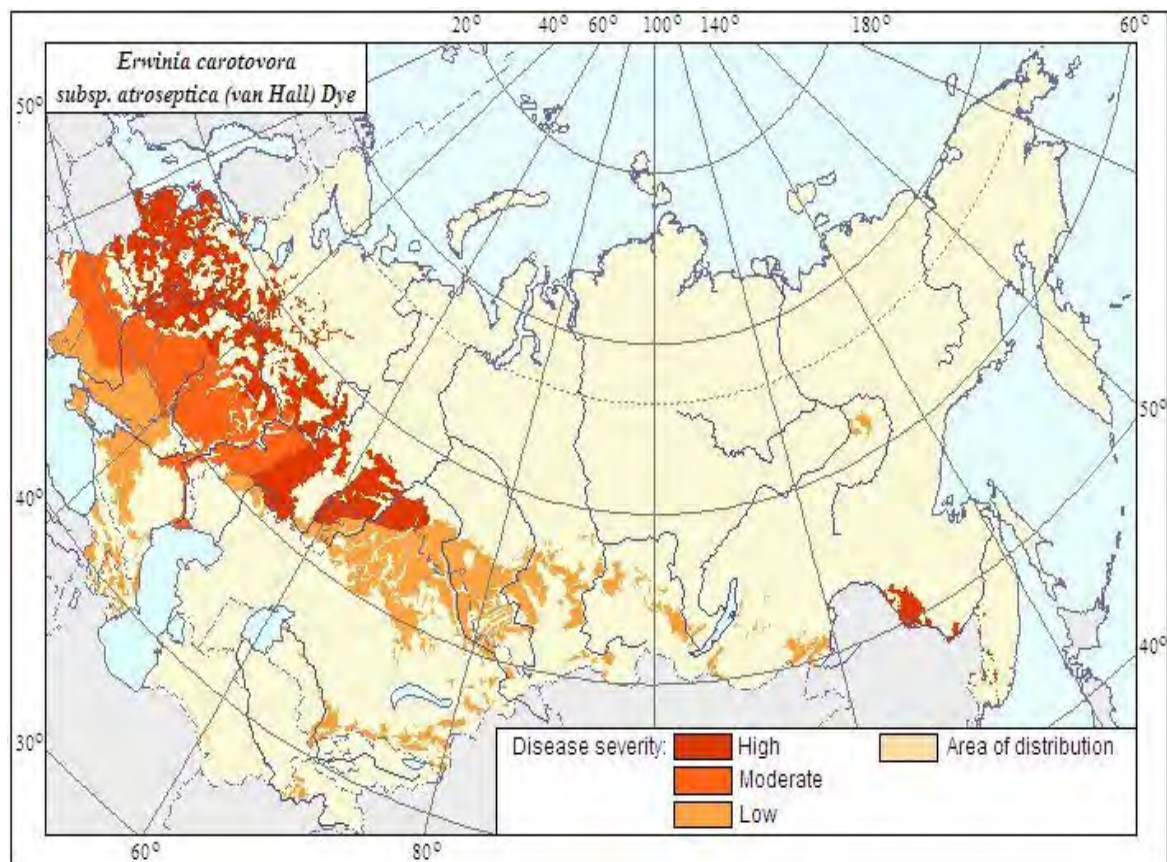 20° 40° 60° 100° 140° 180° 60°
Erwinia carotovora
subsp. atroseptica (van Hall) Dye
50°
50°
40°
40°
30°
Disease severity: High Area of distribution
Moderate
Low
60° 80°